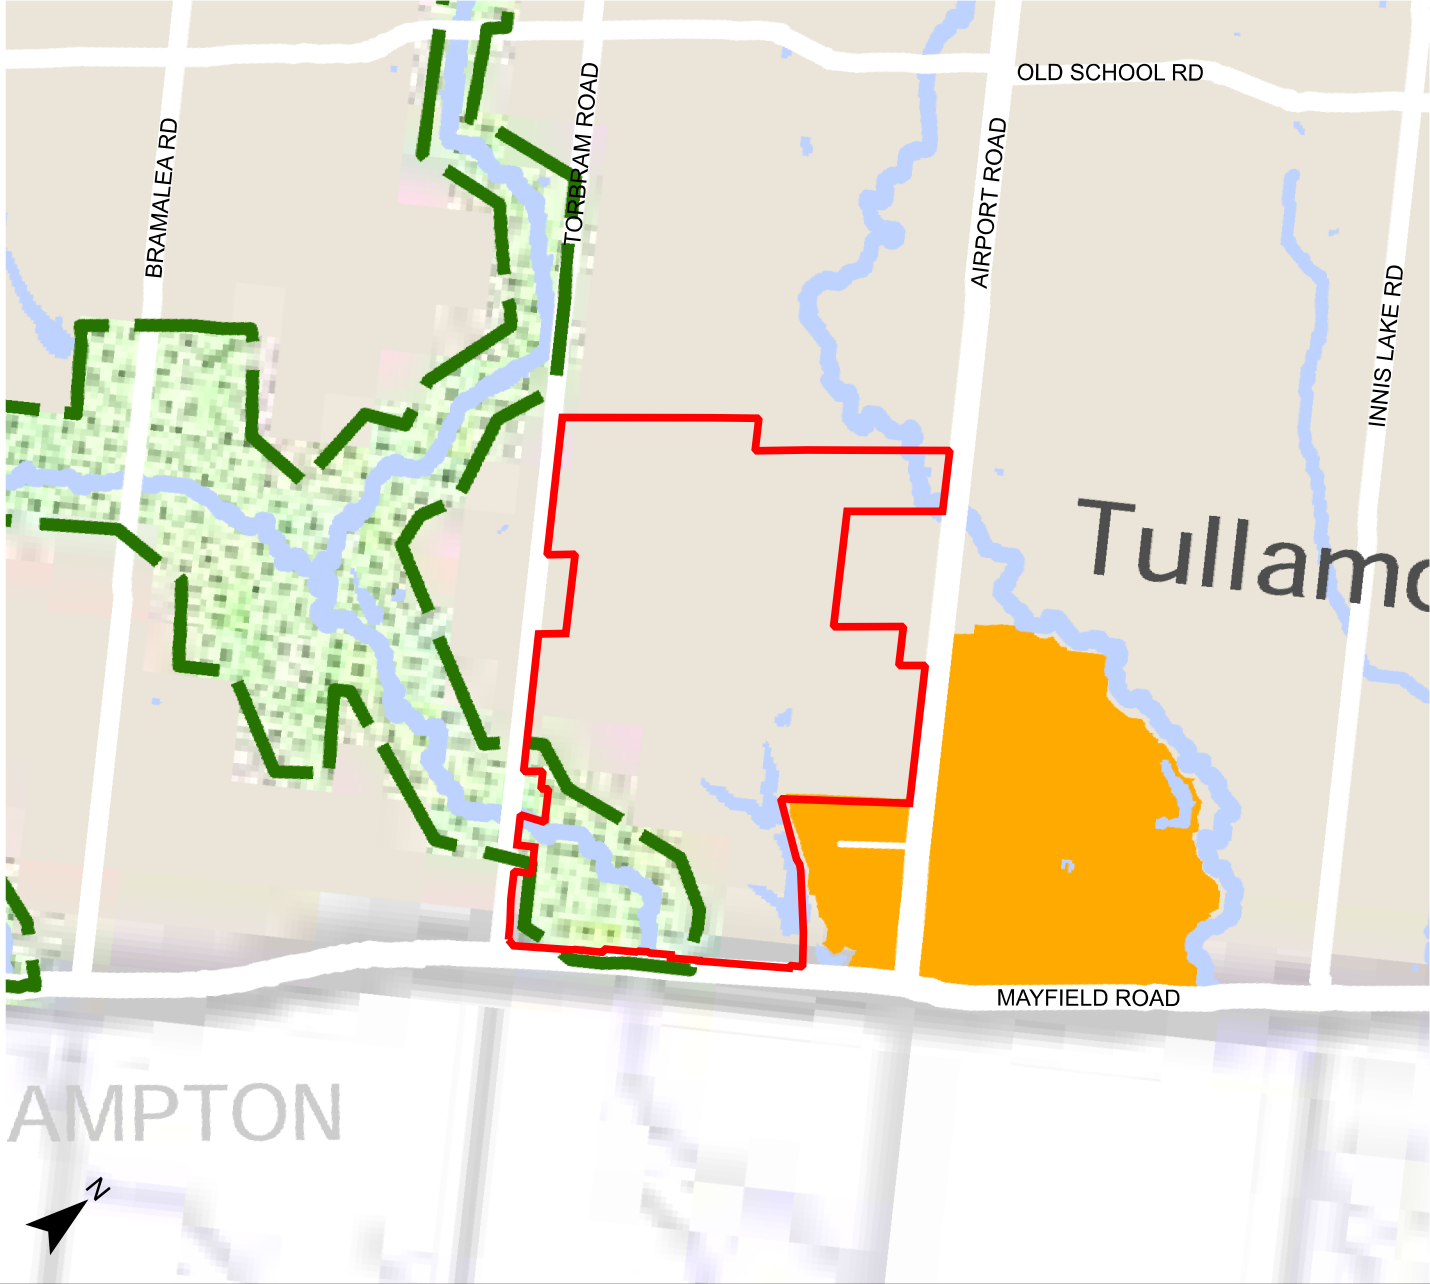 OLD SCHOOL RD
TORBRAM ROAD
BRAMALEA RD
AIRPORT ROAD
INNIS LAKE RD
Tullamo
MAYFIELD ROAD
AMPTON
N